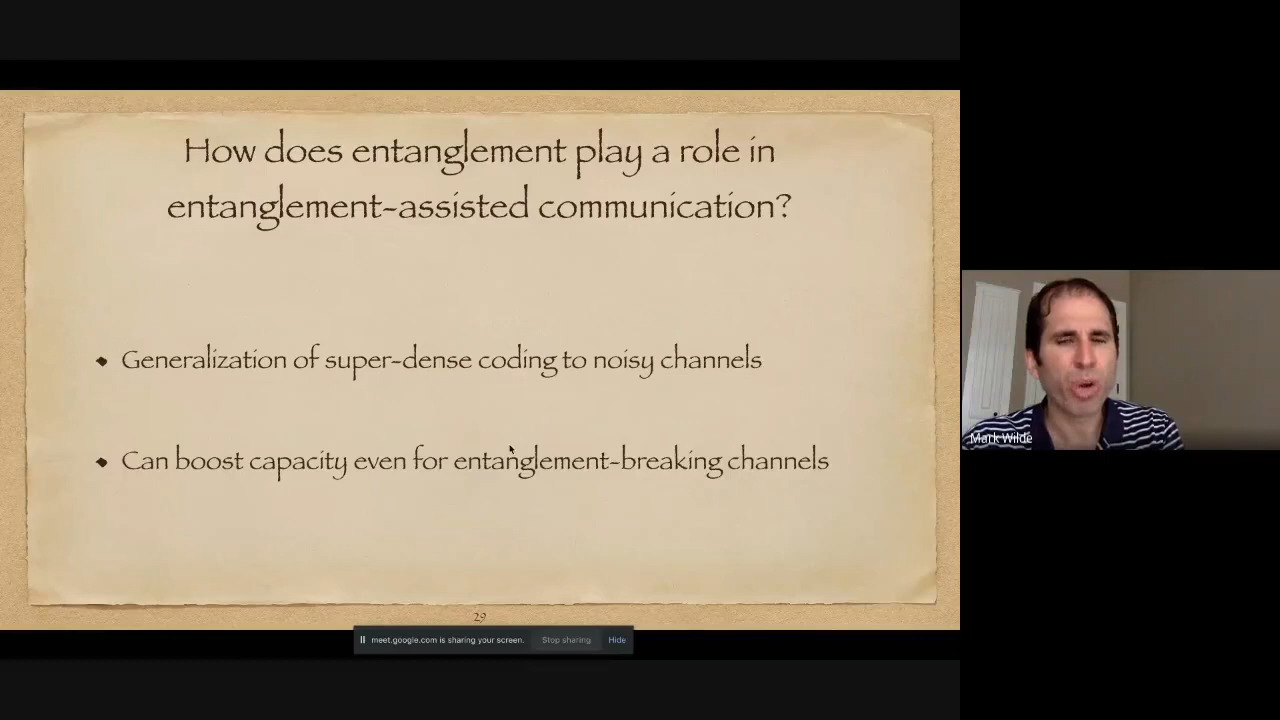 How does entanglement play a role in
entanglement-assisted communication?
Generalization of super-dense coding to noisy channels
Can boost capacity even for entanglement-breaking channels
29
meet.google.com is sharing your screen. Stop sharing Hide
Mark Wilde